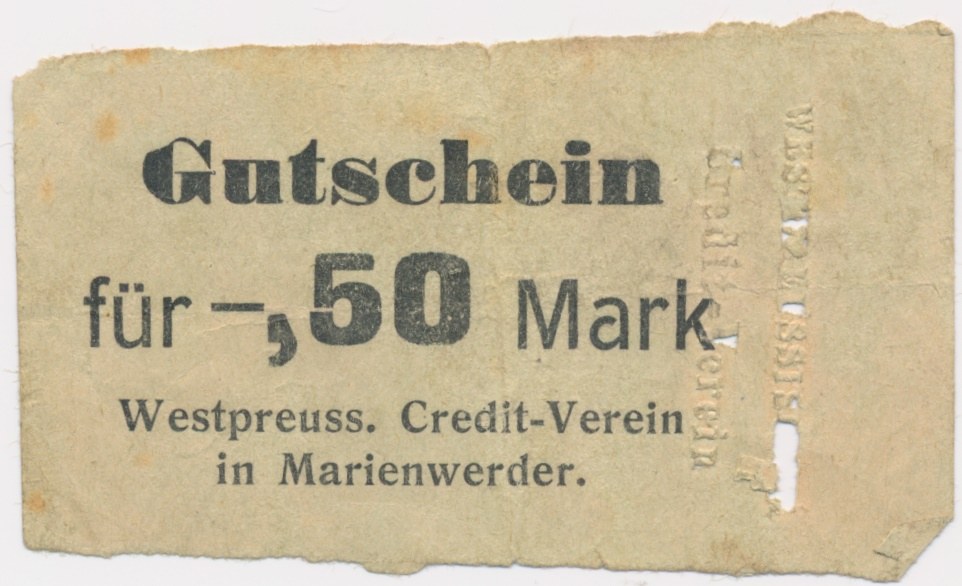 Gutschein
für –,50 Mark
Westpreuss. Credit-Verein
in Marienwerder.